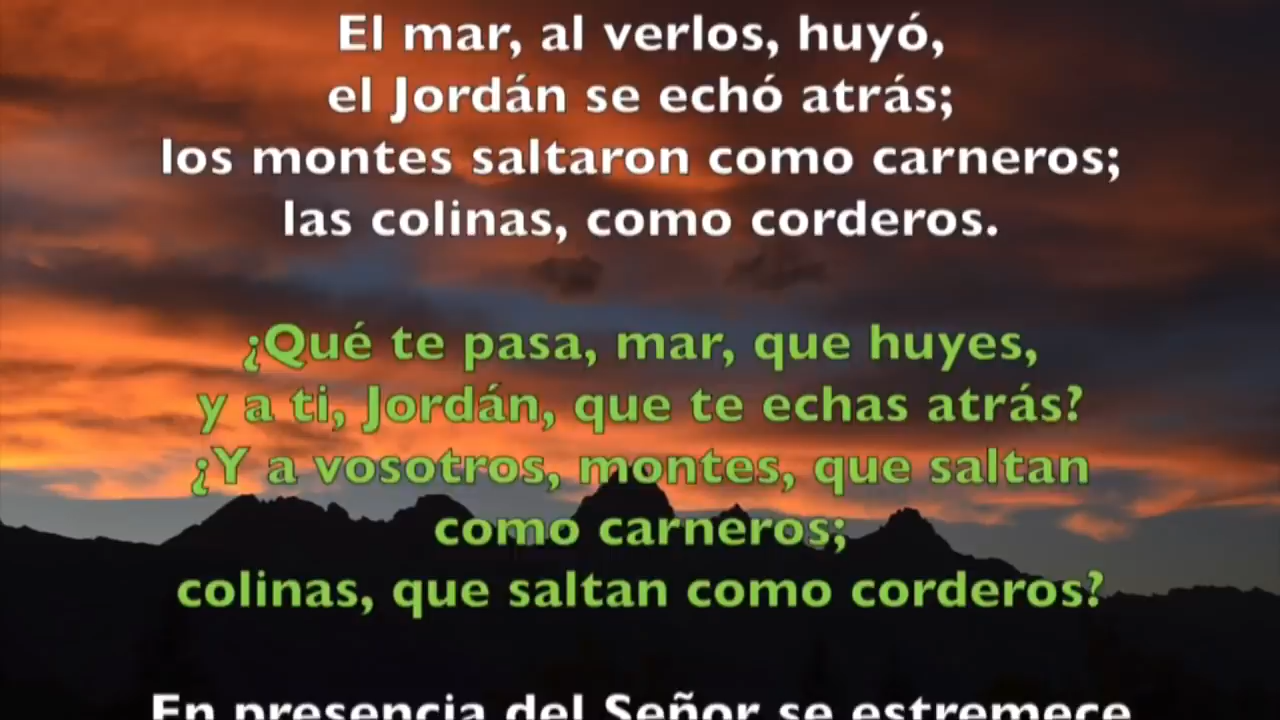 El mar, al verlos, huyó,
el Jordán se echó atrás;
los montes saltaron como carneros;
las colinas, como corderos.
¿Qué te pasa, mar, que huyes,
y a ti, Jordán, que te echas atrás?
¿Y a vosotros, montes, que saltan
como carneros;
colinas, que saltan como corderos?
En presencia del Señor se estremece